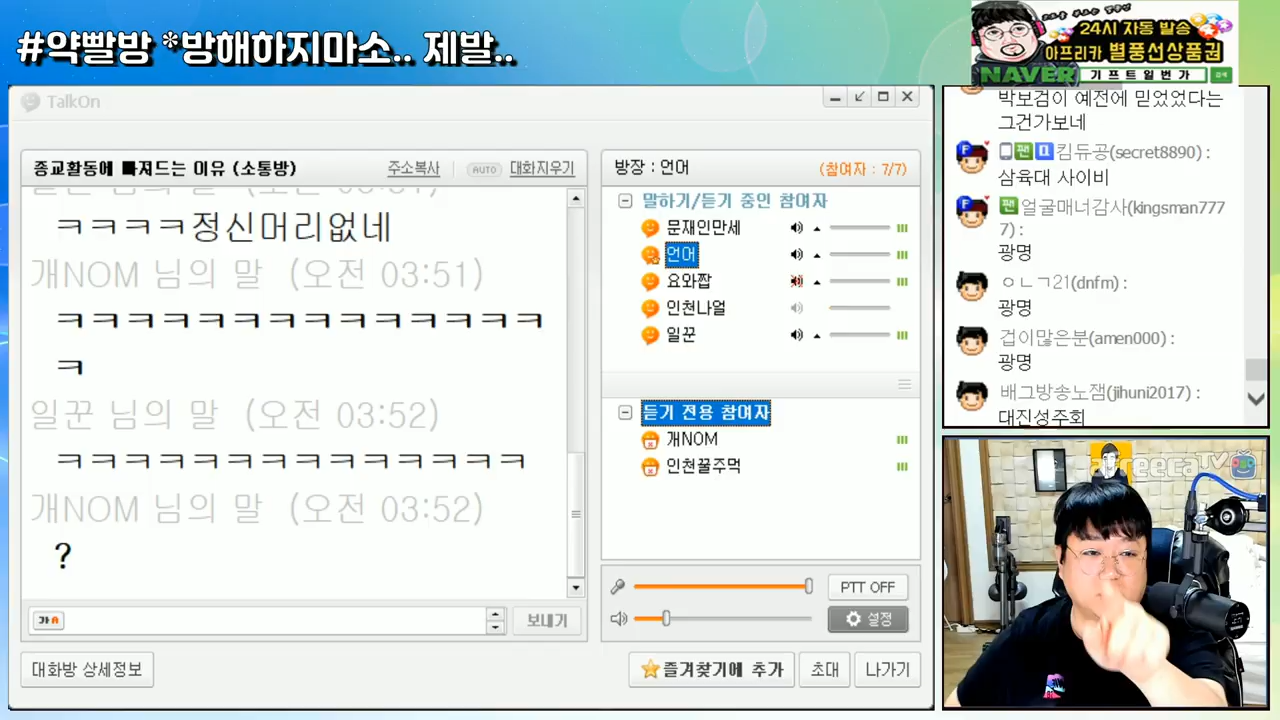 #약빨방 *방해하지마소.. 제발..
24시 자동 발송
아프리카 별풍선상품권
NAVER 기프트일번가 검색
TalkOn
종교활동에 빠져드는 이유 (소통방)
주소복사
AUTO
대화지우기
ㅋㅋㅋㅋ정신머리없네
개NOM 님의 말 (오전 03:51)
ㅋㅋㅋㅋㅋㅋㅋㅋㅋㅋㅋㅋㅋㅋ
ㅋ
일꾼 님의 말 (오전 03:52)
ㅋㅋㅋㅋㅋㅋㅋㅋㅋㅋㅋㅋㅋ
개NOM 님의 말 (오전 03:52)
?
가A
보내기
대화방 상세정보
방장 : 언어
(참여자 : 7/7)
말하기/듣기 중인 참여자
문재인만세
언어
요와짭
인천나얼
일꾼
듣기 전용 참여자
개NOM
인천꿀주먹
PTT OFF
설정
즐겨찾기에 추가
초대
나가기
박보검이 예전에 믿었었다는
그건가보네
김듀공(secret8890) :
삼육대 사이비
얼굴매너감사(kingsman777
7) :
광명
ㅇㄴㄱ21(dnfm) :
광명
겁이많은분(amen000) :
광명
배그방송노잼(jihuni2017) :
대진성주회
afreecaTV